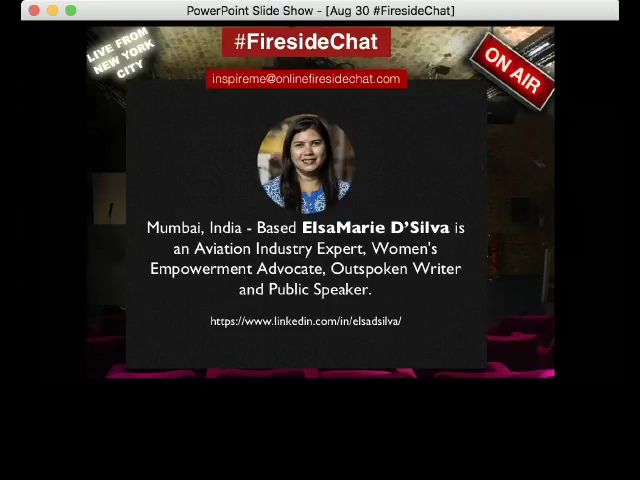 PowerPoint Slide Show - [Aug 30 #FiresideChat]
LIVE FROM
NEW YORK
CITY
#FiresideChat
ON AIR
inspireme@onlinefiresidechat.com
Mumbai, India - Based ElsaMarie D'Silva is
an Aviation Industry Expert, Women's
Empowerment Advocate, Outspoken Writer
and Public Speaker.
https://www.linkedin.com/in/elsadsilva/